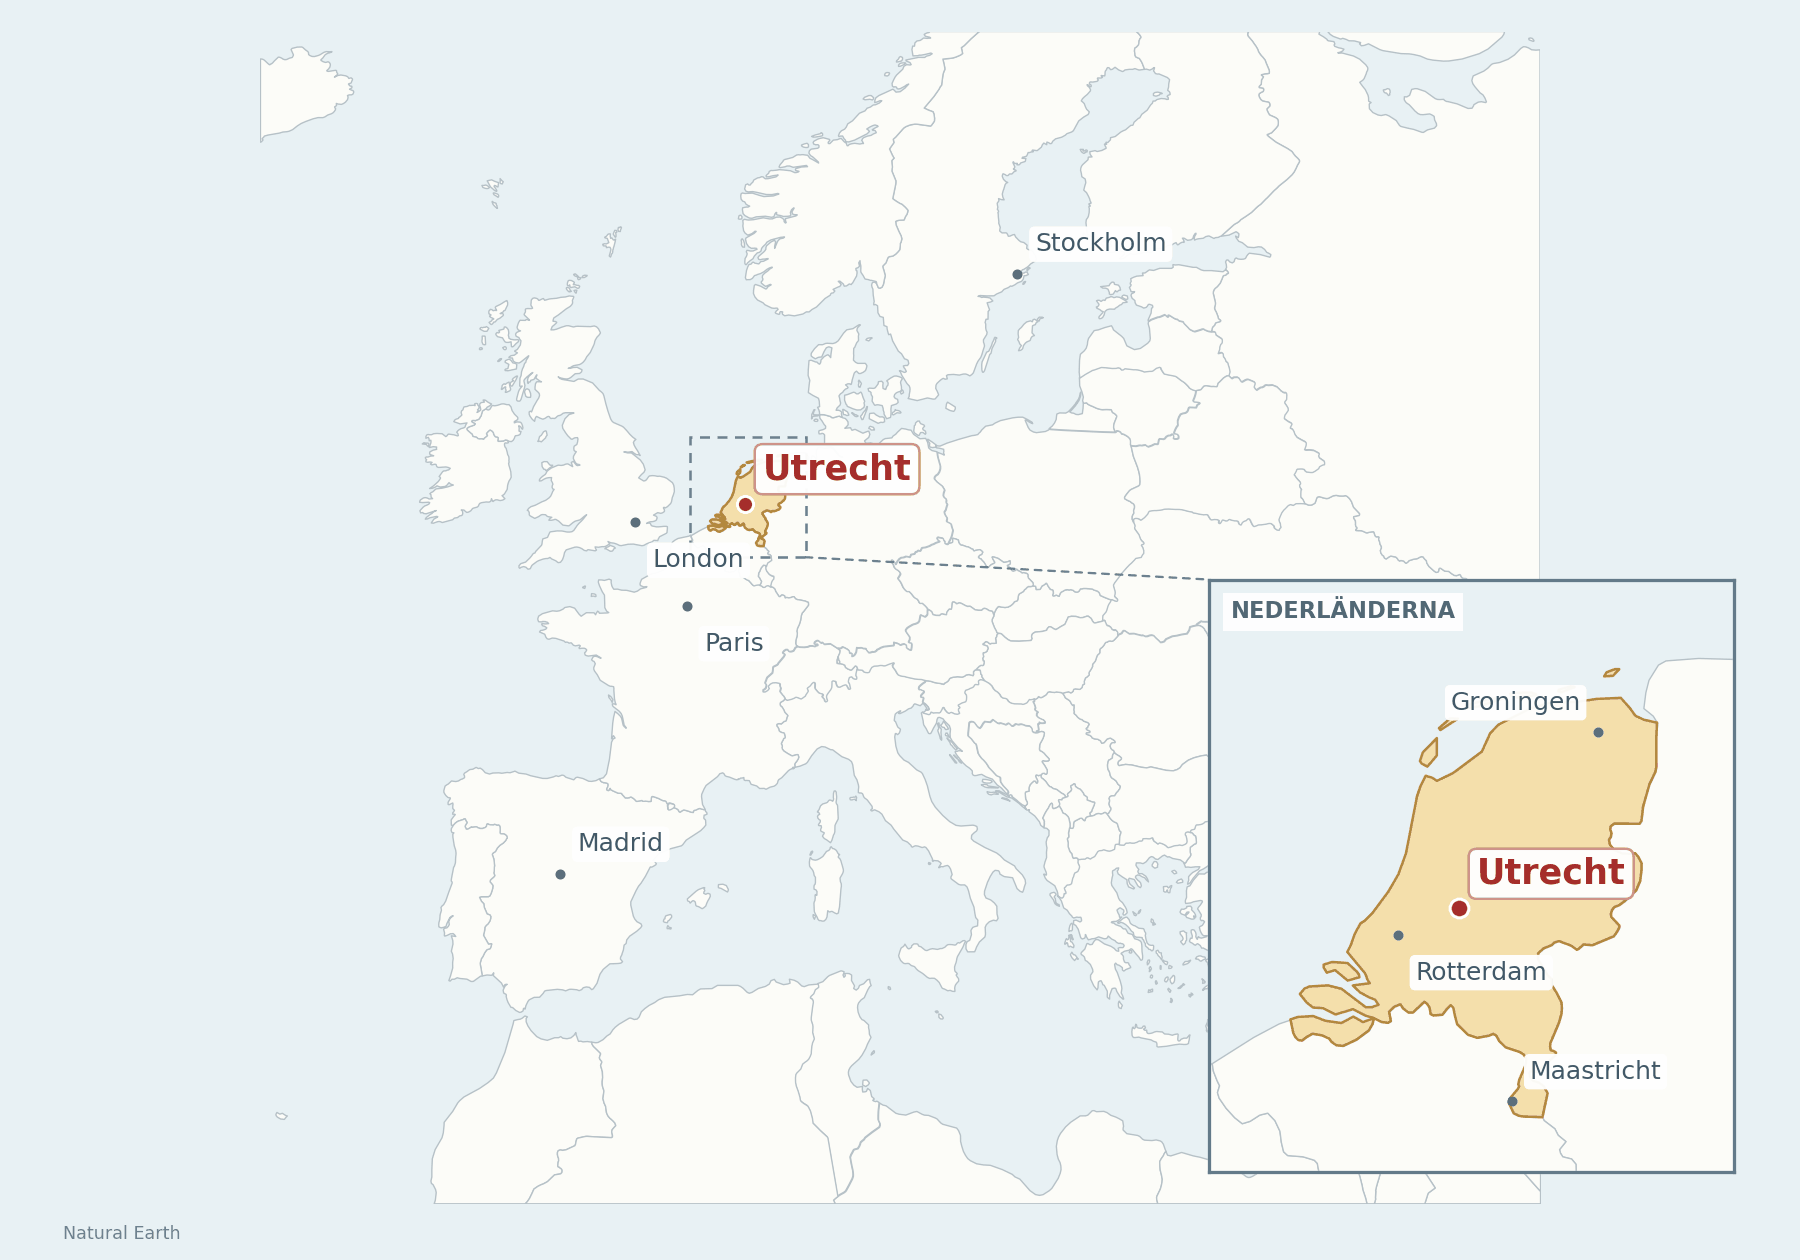 Stockholm
Utrecht
London
Paris
Madrid
NEDERLÄNDERNA
Groningen
Utrecht
Rotterdam
Maastricht
Natural Earth